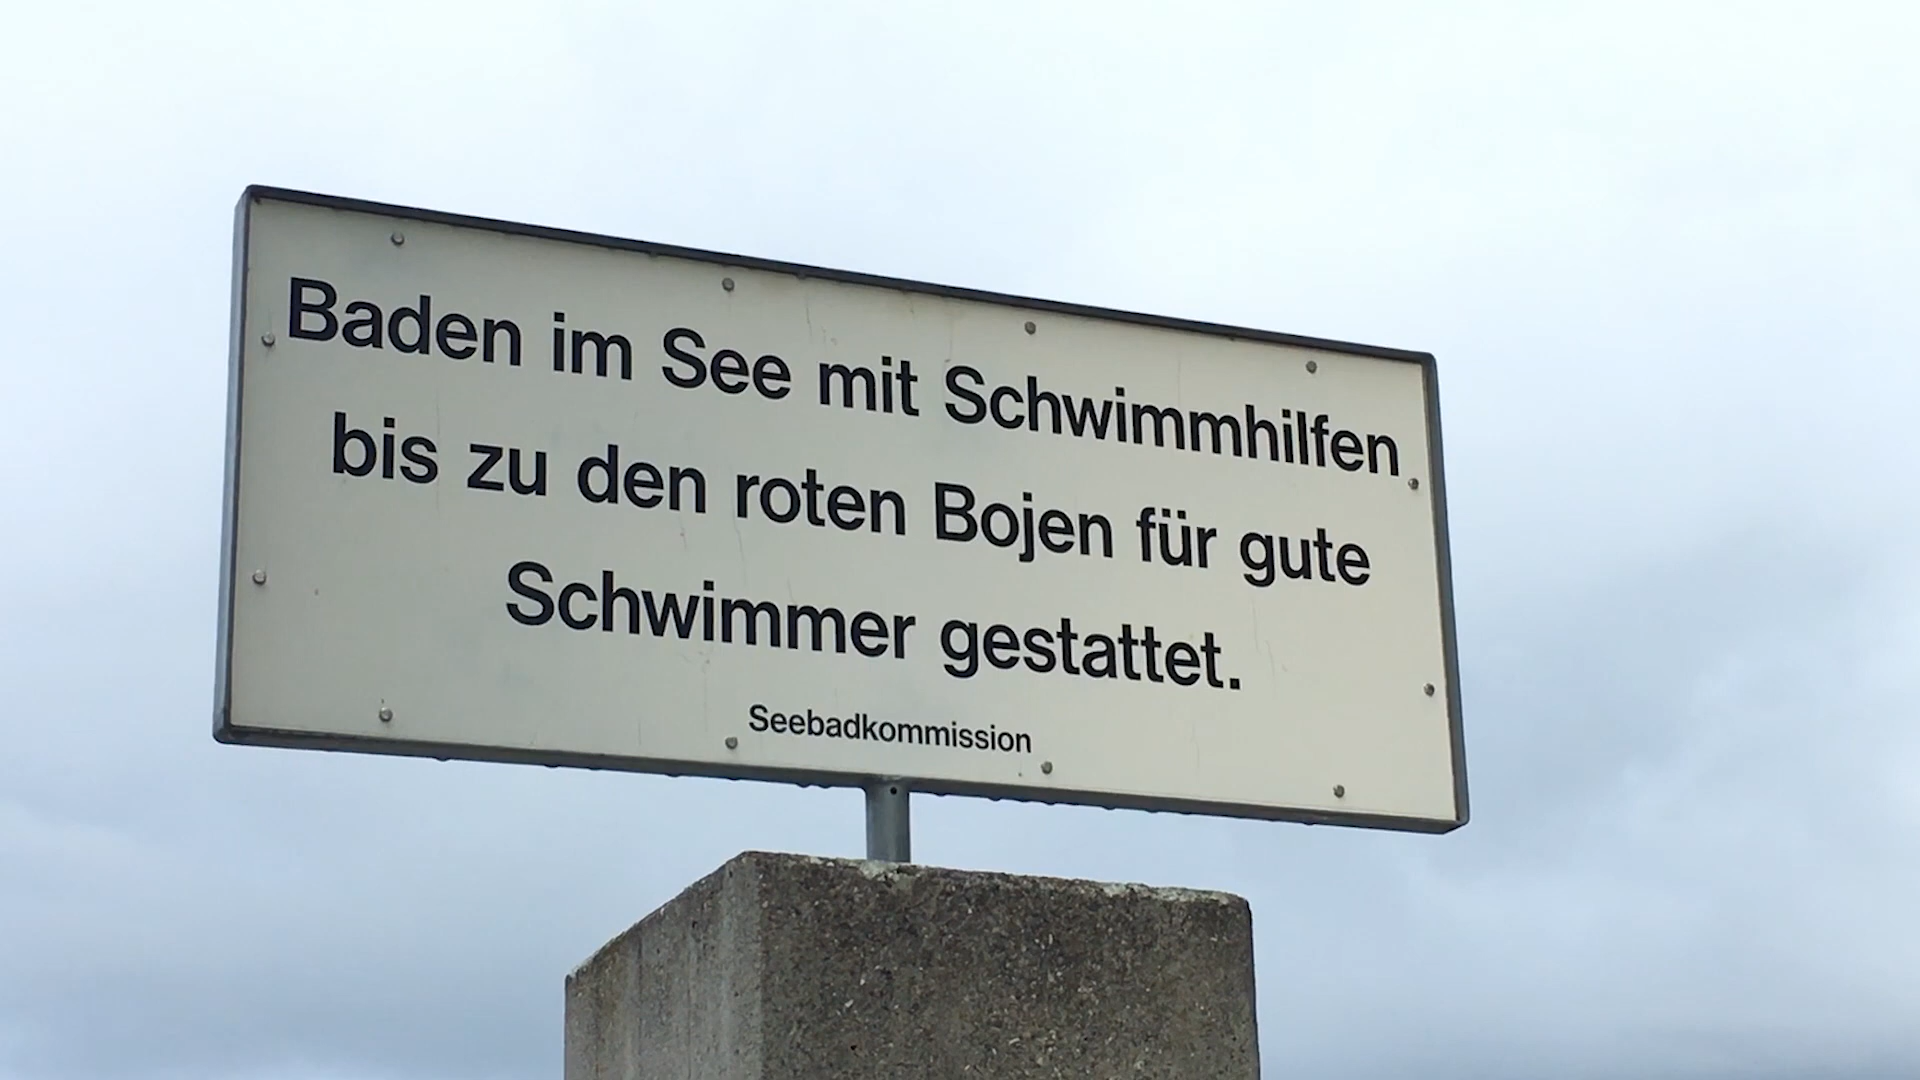 Baden im See mit Schwimmhilfen
bis zu den roten Bojen für gute
Schwimmer gestattet.
Seebadkommission